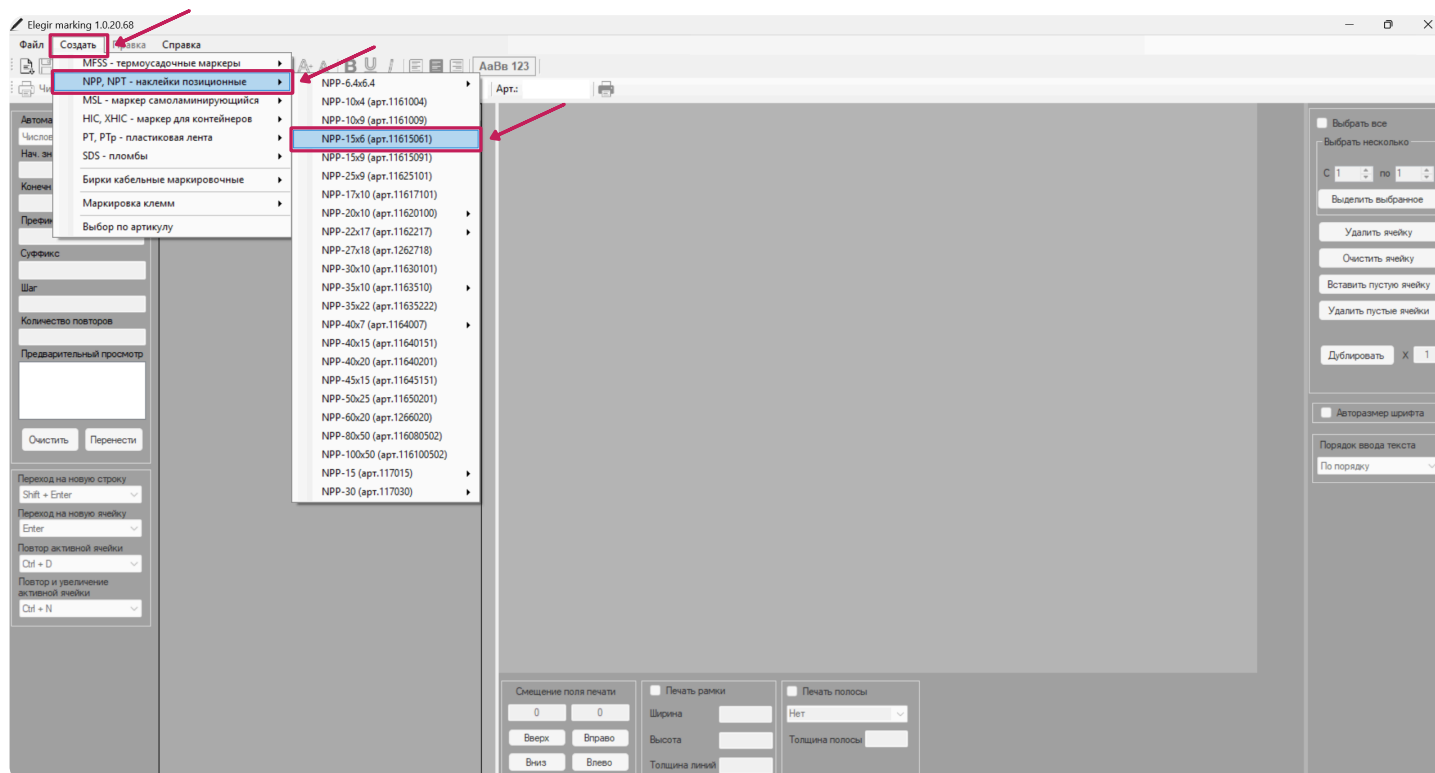 Elegir marking 1.0.20.68
Файл Создать Правка Справка
AaBв 123
Арт.:
MFSS - термоусадочные маркеры
NPP, NPT - наклейки позиционные
MSL - маркер самоламинирующийся
HIC, XHIC - маркер для контейнеров
PT, PTp - пластиковая лента
SDS - пломбы
Бирки кабельные маркировочные
Маркировка клемм
Выбор по артикулу
NPP-6.4x6.4
NPP-10x4 (арт.1161004)
NPP-10x9 (арт.1161009)
NPP-15x6 (арт.11615061)
NPP-15x9 (арт.11615091)
NPP-25x9 (арт.11625101)
NPP-17x10 (арт.11617101)
NPP-20x10 (арт.11620100)
NPP-22x17 (арт.1162217)
NPP-27x18 (арт.1262718)
NPP-30x10 (арт.11630101)
NPP-35x10 (арт.1163510)
NPP-35x22 (арт.11635222)
NPP-40x7 (арт.1164007)
NPP-40x15 (арт.11640151)
NPP-40x20 (арт.11640201)
NPP-45x15 (арт.11645151)
NPP-50x25 (арт.11650201)
NPP-60x20 (арт.1266020)
NPP-80x50 (арт.116080502)
NPP-100x50 (арт.116100502)
NPP-15 (арт.117015)
NPP-30 (арт.117030)
Суффикс
Шаг
Количество повторов
Предварительный просмотр
Очистить Перенести
Переход на новую строку
Shift + Enter
Переход на новую ячейку
Enter
Повтор активной ячейки
Ctrl + D
Повтор и увеличение
активной ячейки
Ctrl + N
Смещение поля печати
0 0
Вверх Вправо
Вниз Влево
Печать рамки
Ширина
Высота
Толщина линий
Печать полосы
Нет
Толщина полосы
Выбрать все
Выбрать несколько
С 1 по 1
Выделить выбранное
Удалить ячейку
Очистить ячейку
Вставить пустую ячейку
Удалить пустые ячейки
Дублировать X 1
Авторазмер шрифта
Порядок ввода текста
По порядку